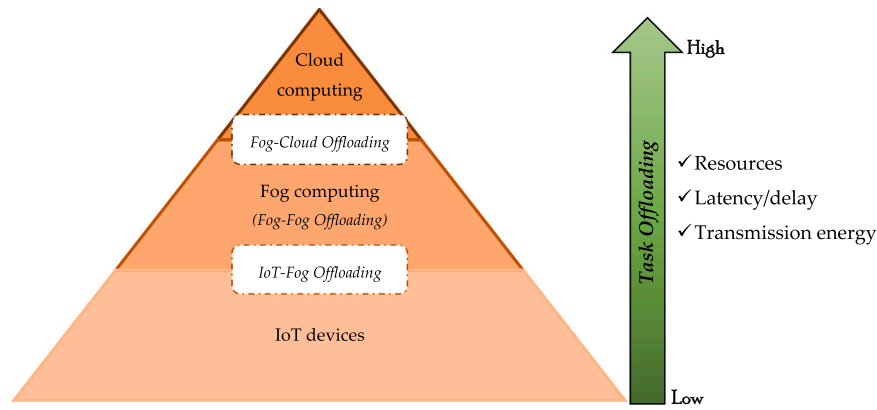 Cloud
computing
Fog-Cloud Offloading
Fog computing
(Fog-Fog Offloading)
IoT-Fog Offloading
IoT devices
High
Task Offloading
✓ Resources
✓ Latency/delay
✓ Transmission energy
Low